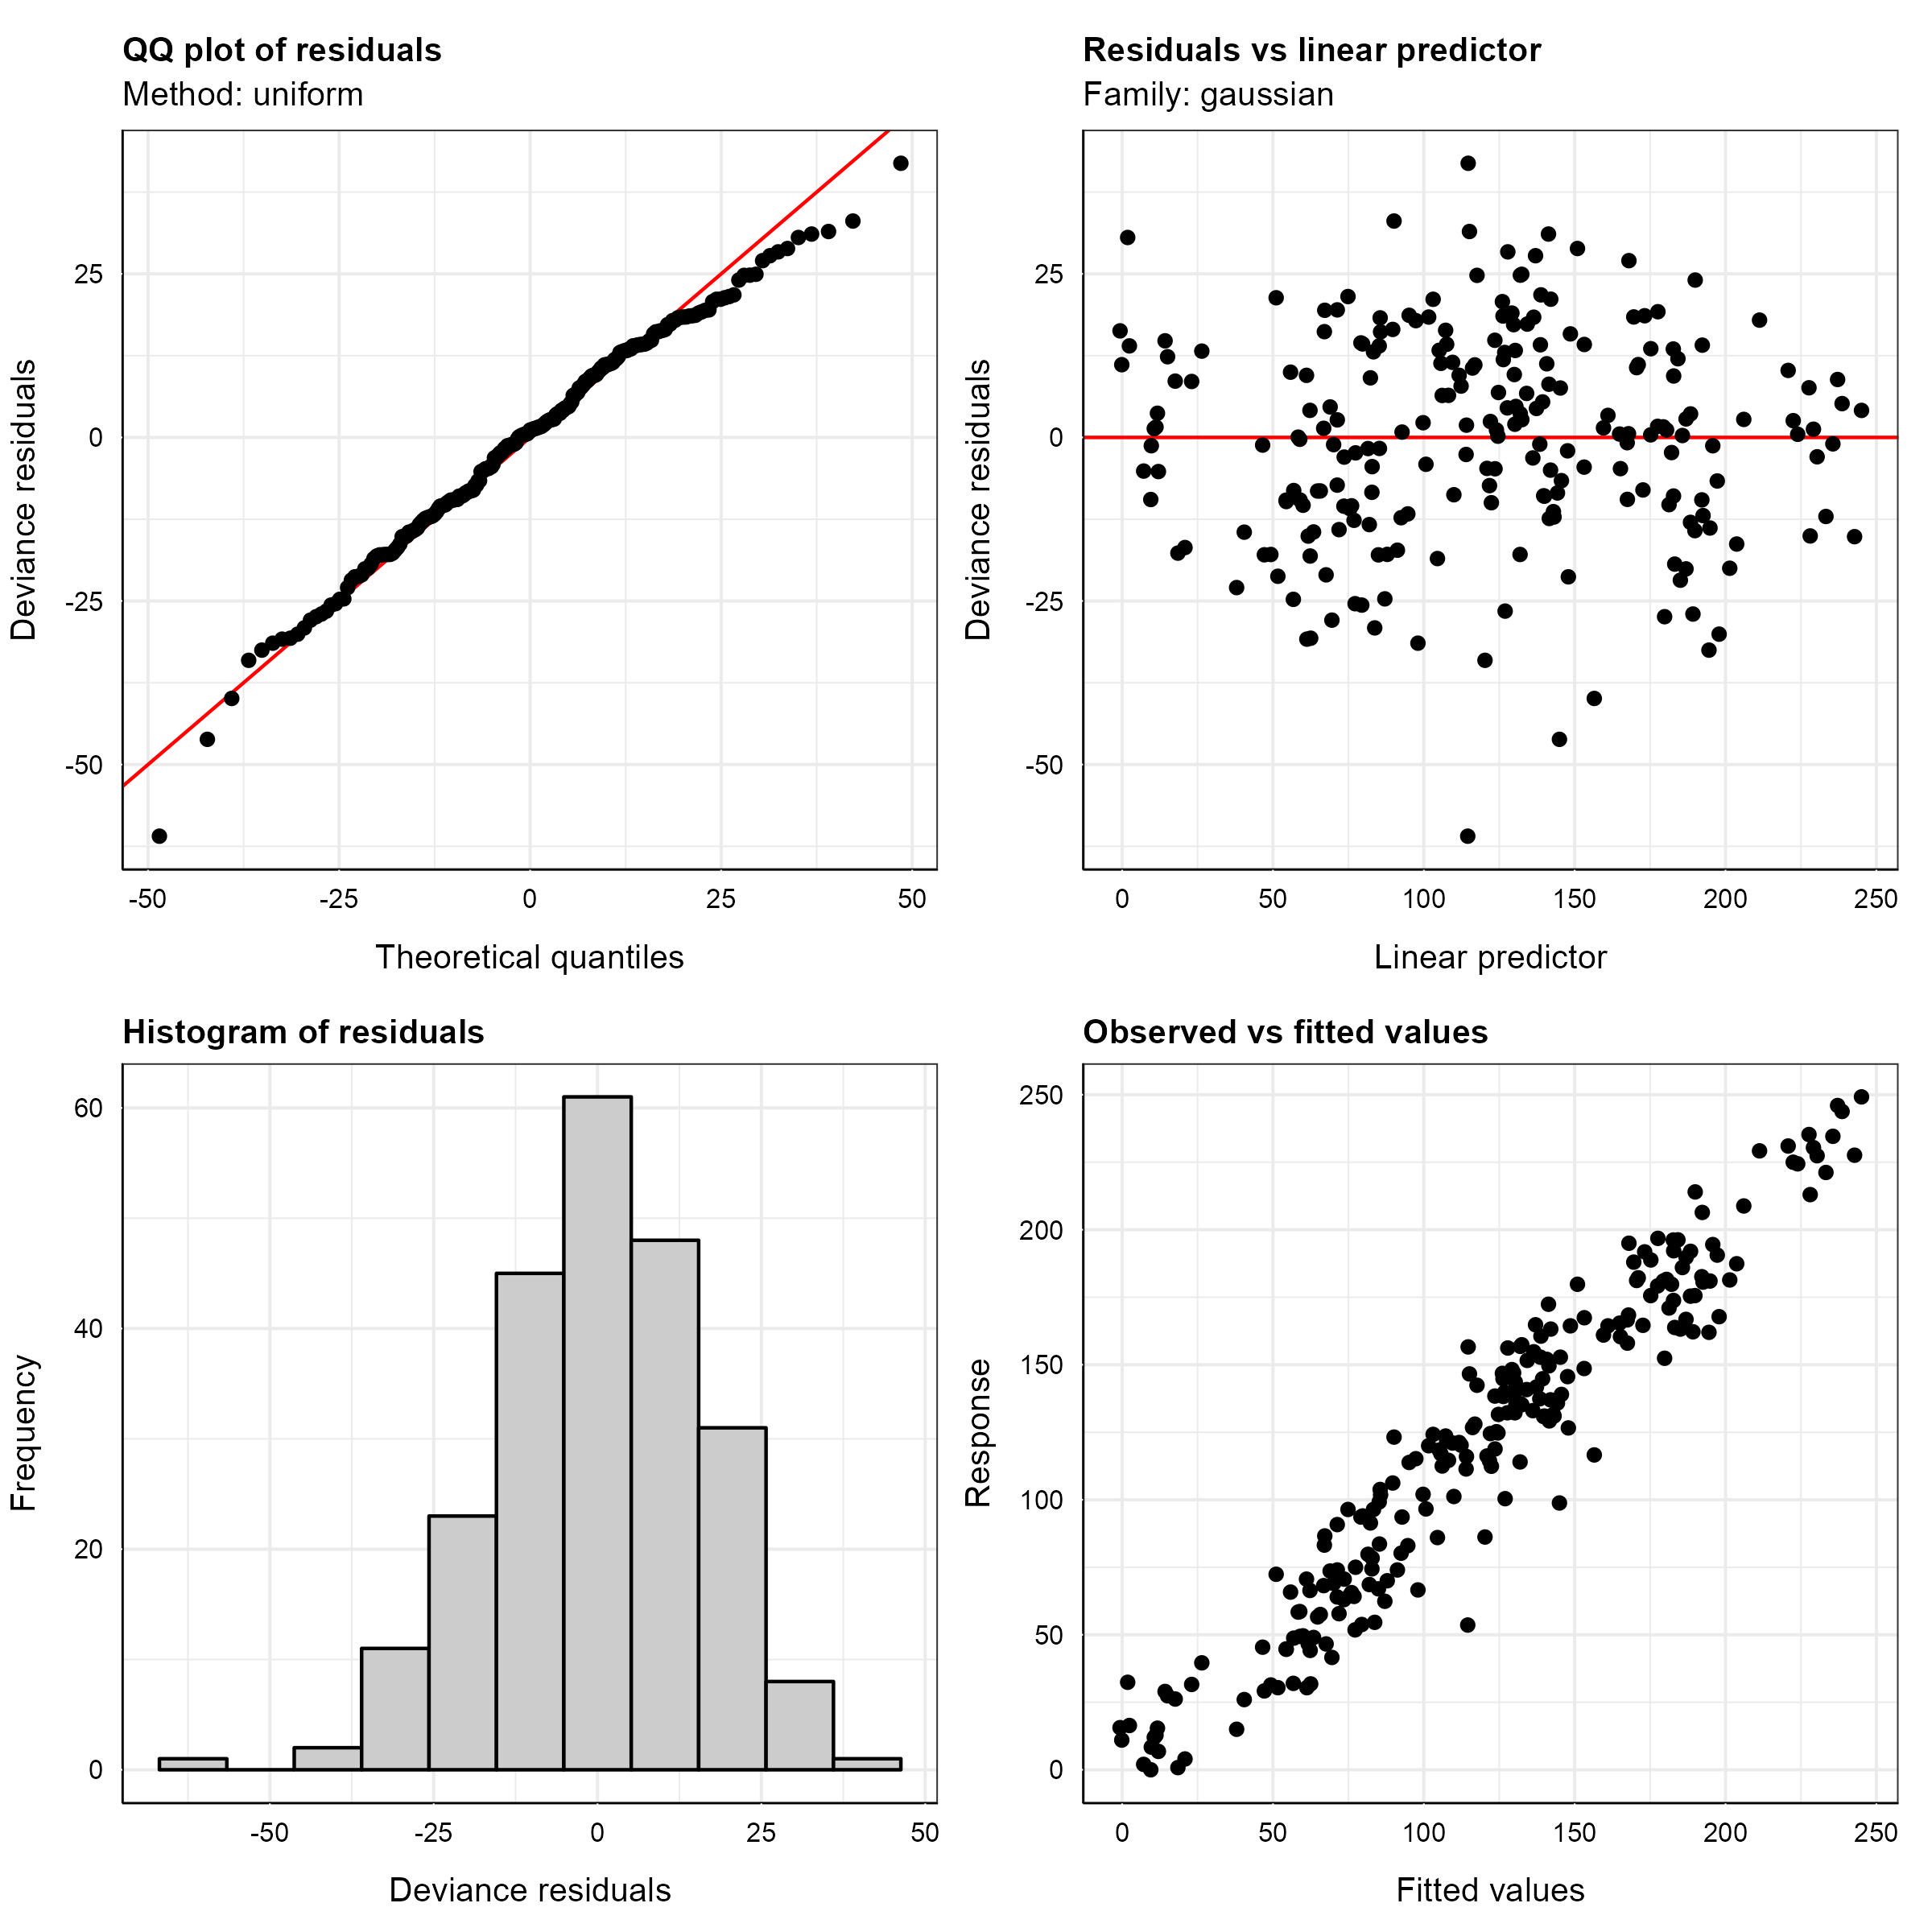 QQ plot of residuals
Method: uniform
Deviance residuals
25
0
-25
-50
-50
-25
0
25
50
Theoretical quantiles
Residuals vs linear predictor
Family: gaussian
Deviance residuals
25
0
-25
-50
0
50
100
150
200
250
Linear predictor
Histogram of residuals
Frequency
60
40
20
0
-50
-25
0
25
50
Deviance residuals
Observed vs fitted values
Response
250
200
150
100
50
0
0
50
100
150
200
250
Fitted values